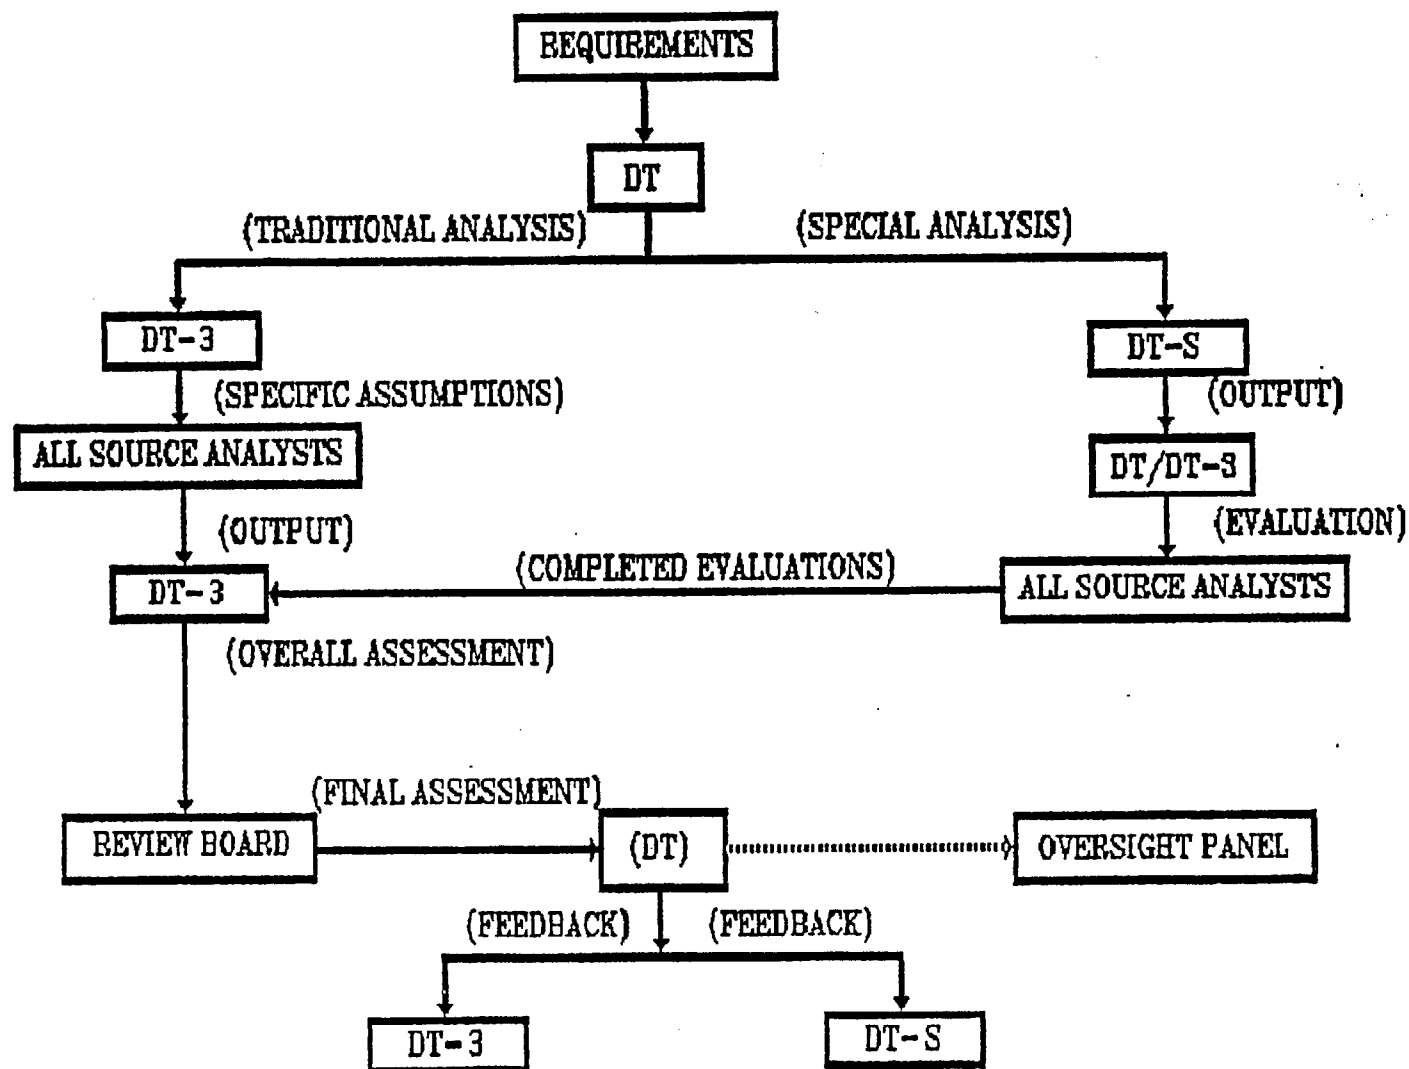 REQUIREMENTS
DT
(TRADITIONAL ANALYSIS)
(SPECIAL ANALYSIS)
DT-3
DT-S
(SPECIFIC ASSUMPTIONS)
(OUTPUT)
ALL SOURCE ANALYSTS
DT/DT-3
(OUTPUT)
(EVALUATION)
DT-3
(COMPLETED EVALUATIONS)
ALL SOURCE ANALYSTS
(OVERALL ASSESSMENT)
(FINAL ASSESSMENT)
REVIEW BOARD
(DT)
OVERSIGHT PANEL
(FEEDBACK)
(FEEDBACK)
DT-3
DT-S